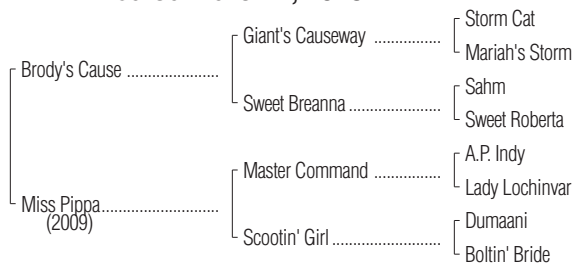 Giant's Causeway ..................
Storm Cat
Mariah's Storm
Brody's Cause .......................
Sweet Breanna .......................
Sahm
Sweet Roberta
Master Command ..................
A.P. Indy
Lady Lochinvar
Miss Pippa.............................
(2009)
Scootin' Girl ...........................
Dumaani
Boltin' Bride